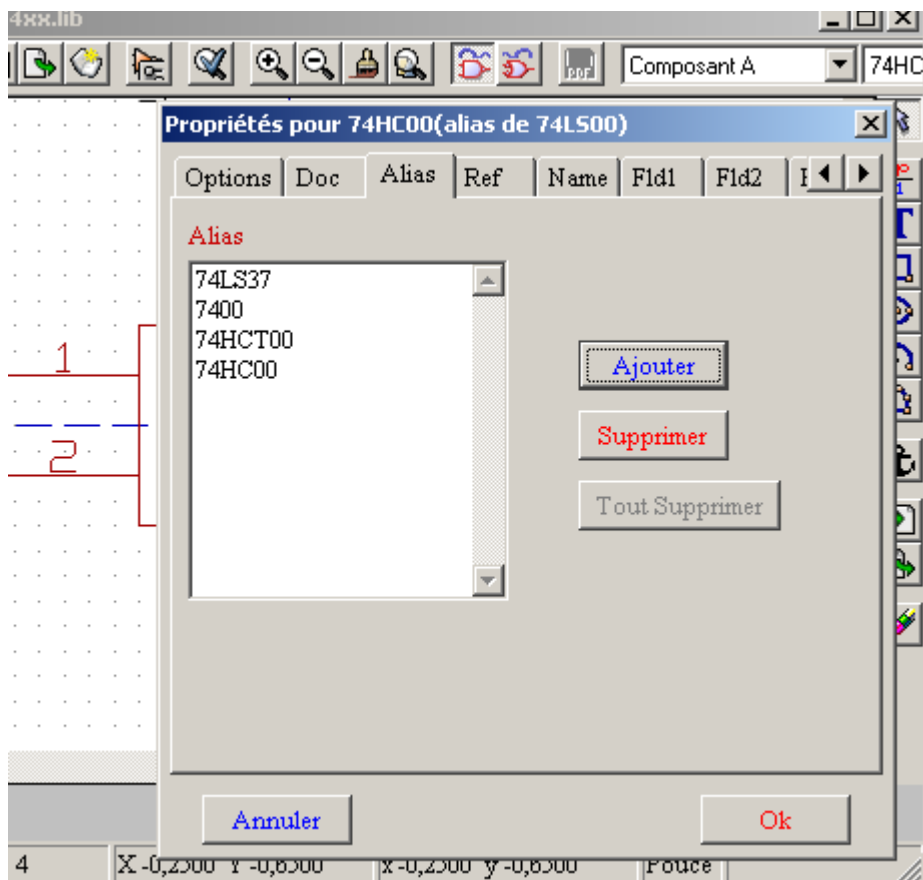 4xx.lib
Composant A
74HC
Propriétés pour 74HC00(alias de 74LS00)
Options Doc Alias Ref Name Fld1 Fld2
Alias
74LS37
7400
74HCT00
74HC00
Ajouter
Supprimer
Tout Supprimer
1
2
Annuler
Ok
4 X -0,2500 Y -0,6500 x -0,2500 y -0,6500 Pouce